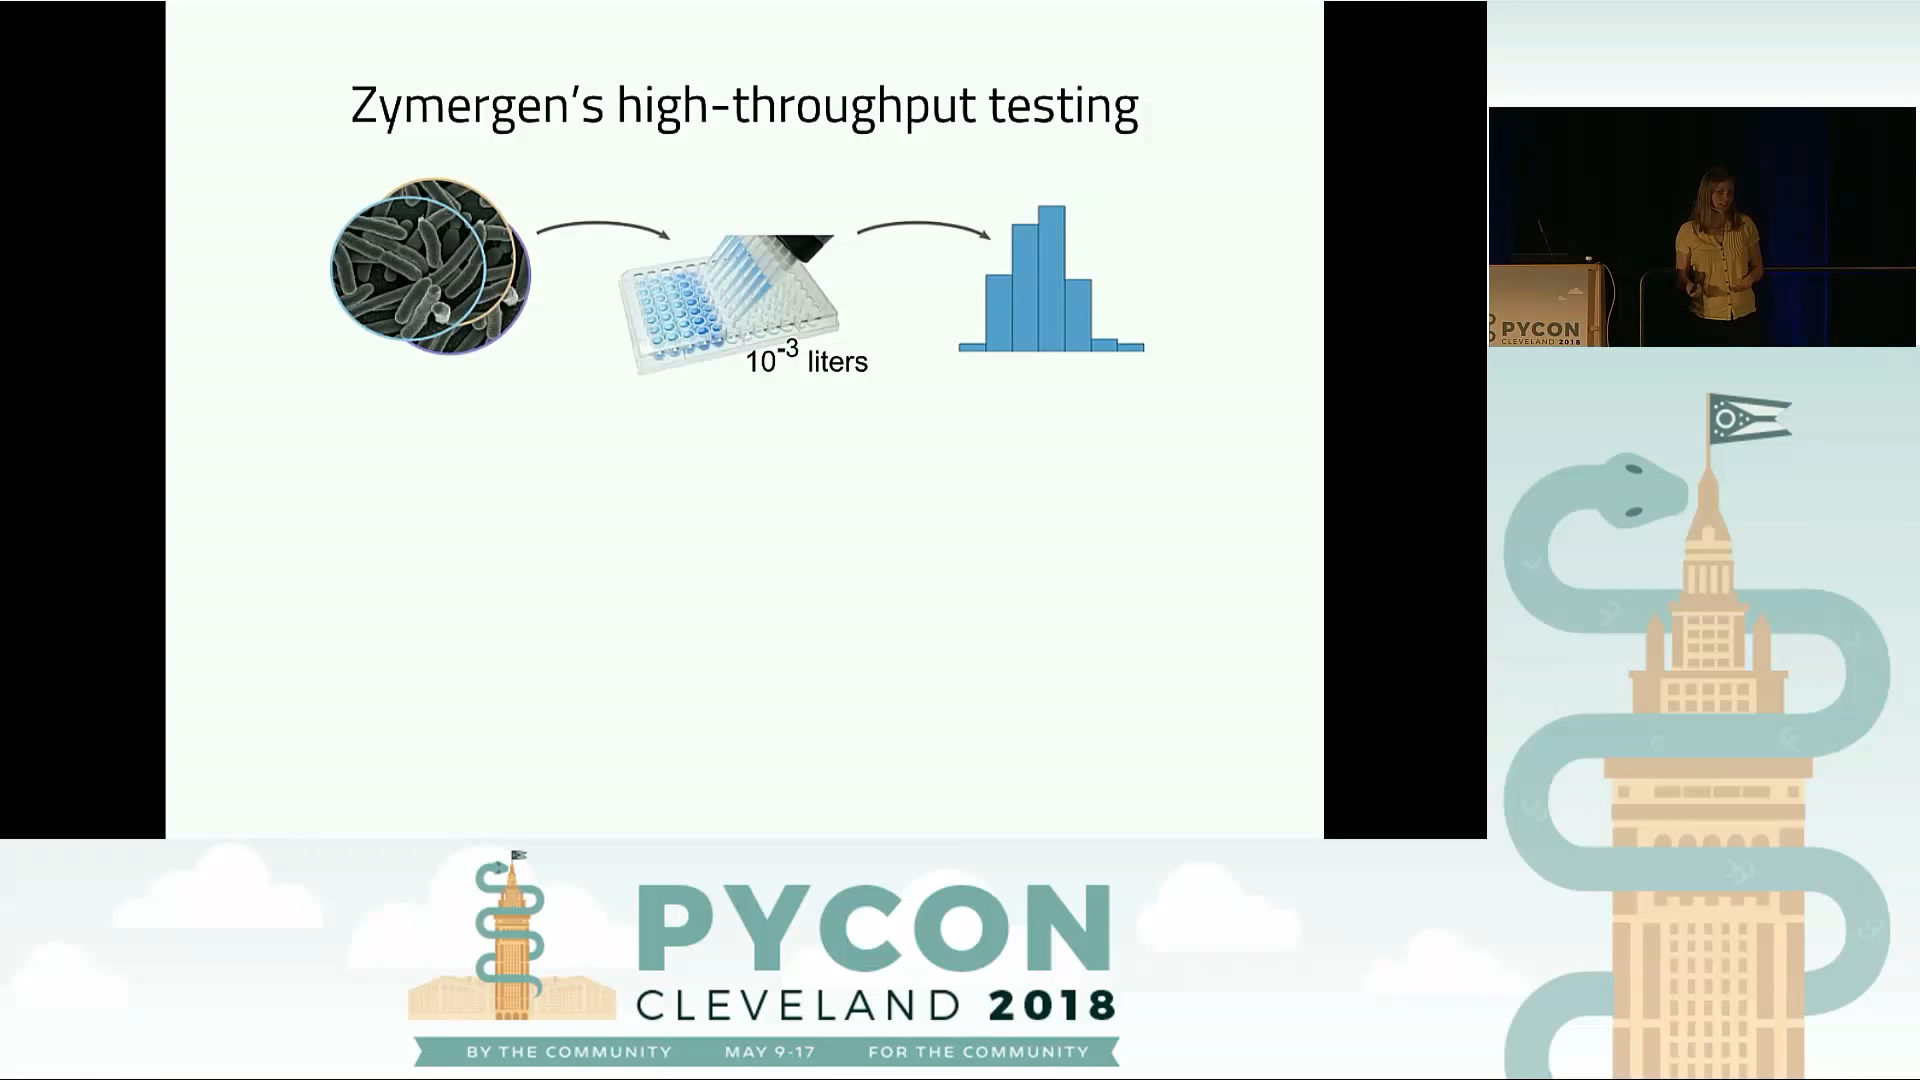 Zymergen's high-throughput testing
10⁻³ liters
PYCON
CLEVELAND 2018
PYCON
CLEVELAND 2018
BY THE COMMUNITY MAY 9-17 FOR THE COMMUNITY